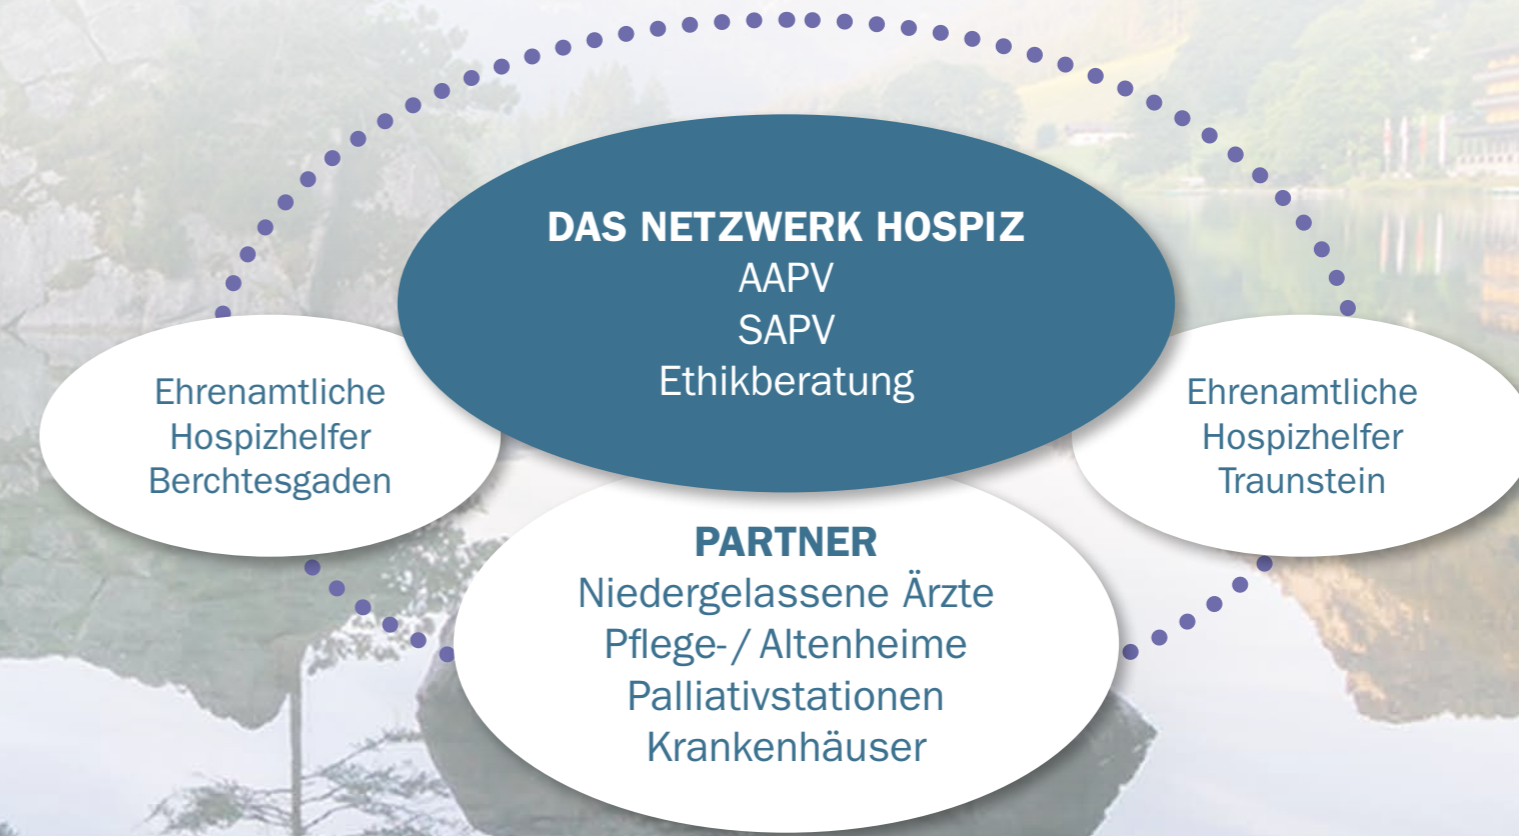 DAS NETZWERK HOSPIZ
AAPV
SAPV
Ethikberatung
Ehrenamtliche
Hospizhelfer
Berchtesgaden
Ehrenamtliche
Hospizhelfer
Traunstein
PARTNER
Niedergelassene Ärzte
Pflege- / Altenheime
Palliativstationen
Krankenhäuser